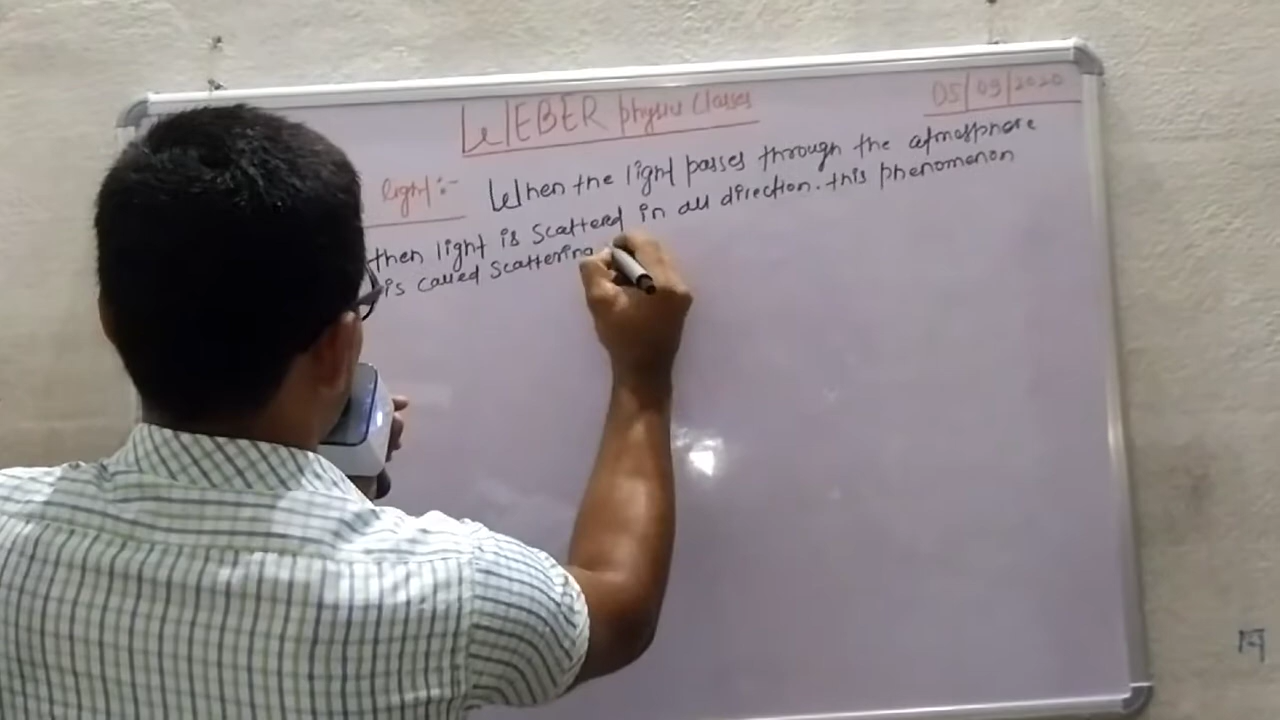 WEBER physics Classes
05/09/2020
light :- When the light passes through the atmosphere
then light is scattered in all direction. this phenomenon
is called Scattering